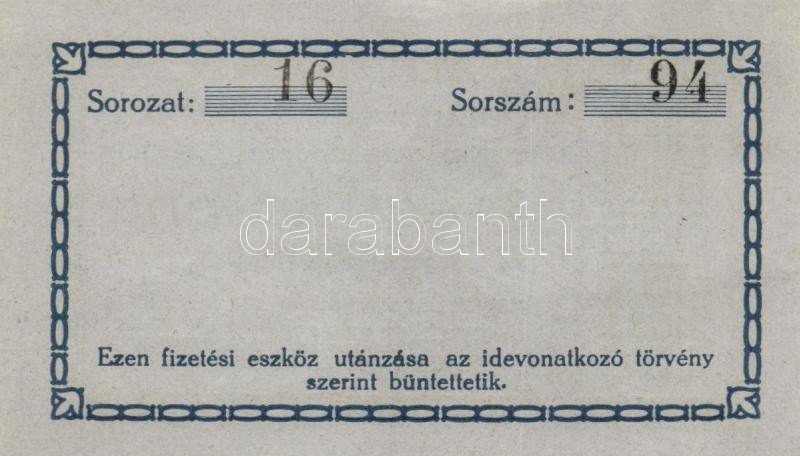 Sorozat: 16 Sorszám: 94
darabanth
Ezen fizetési eszköz utánzása az idevonatkozó törvény
szerint büntettetik.